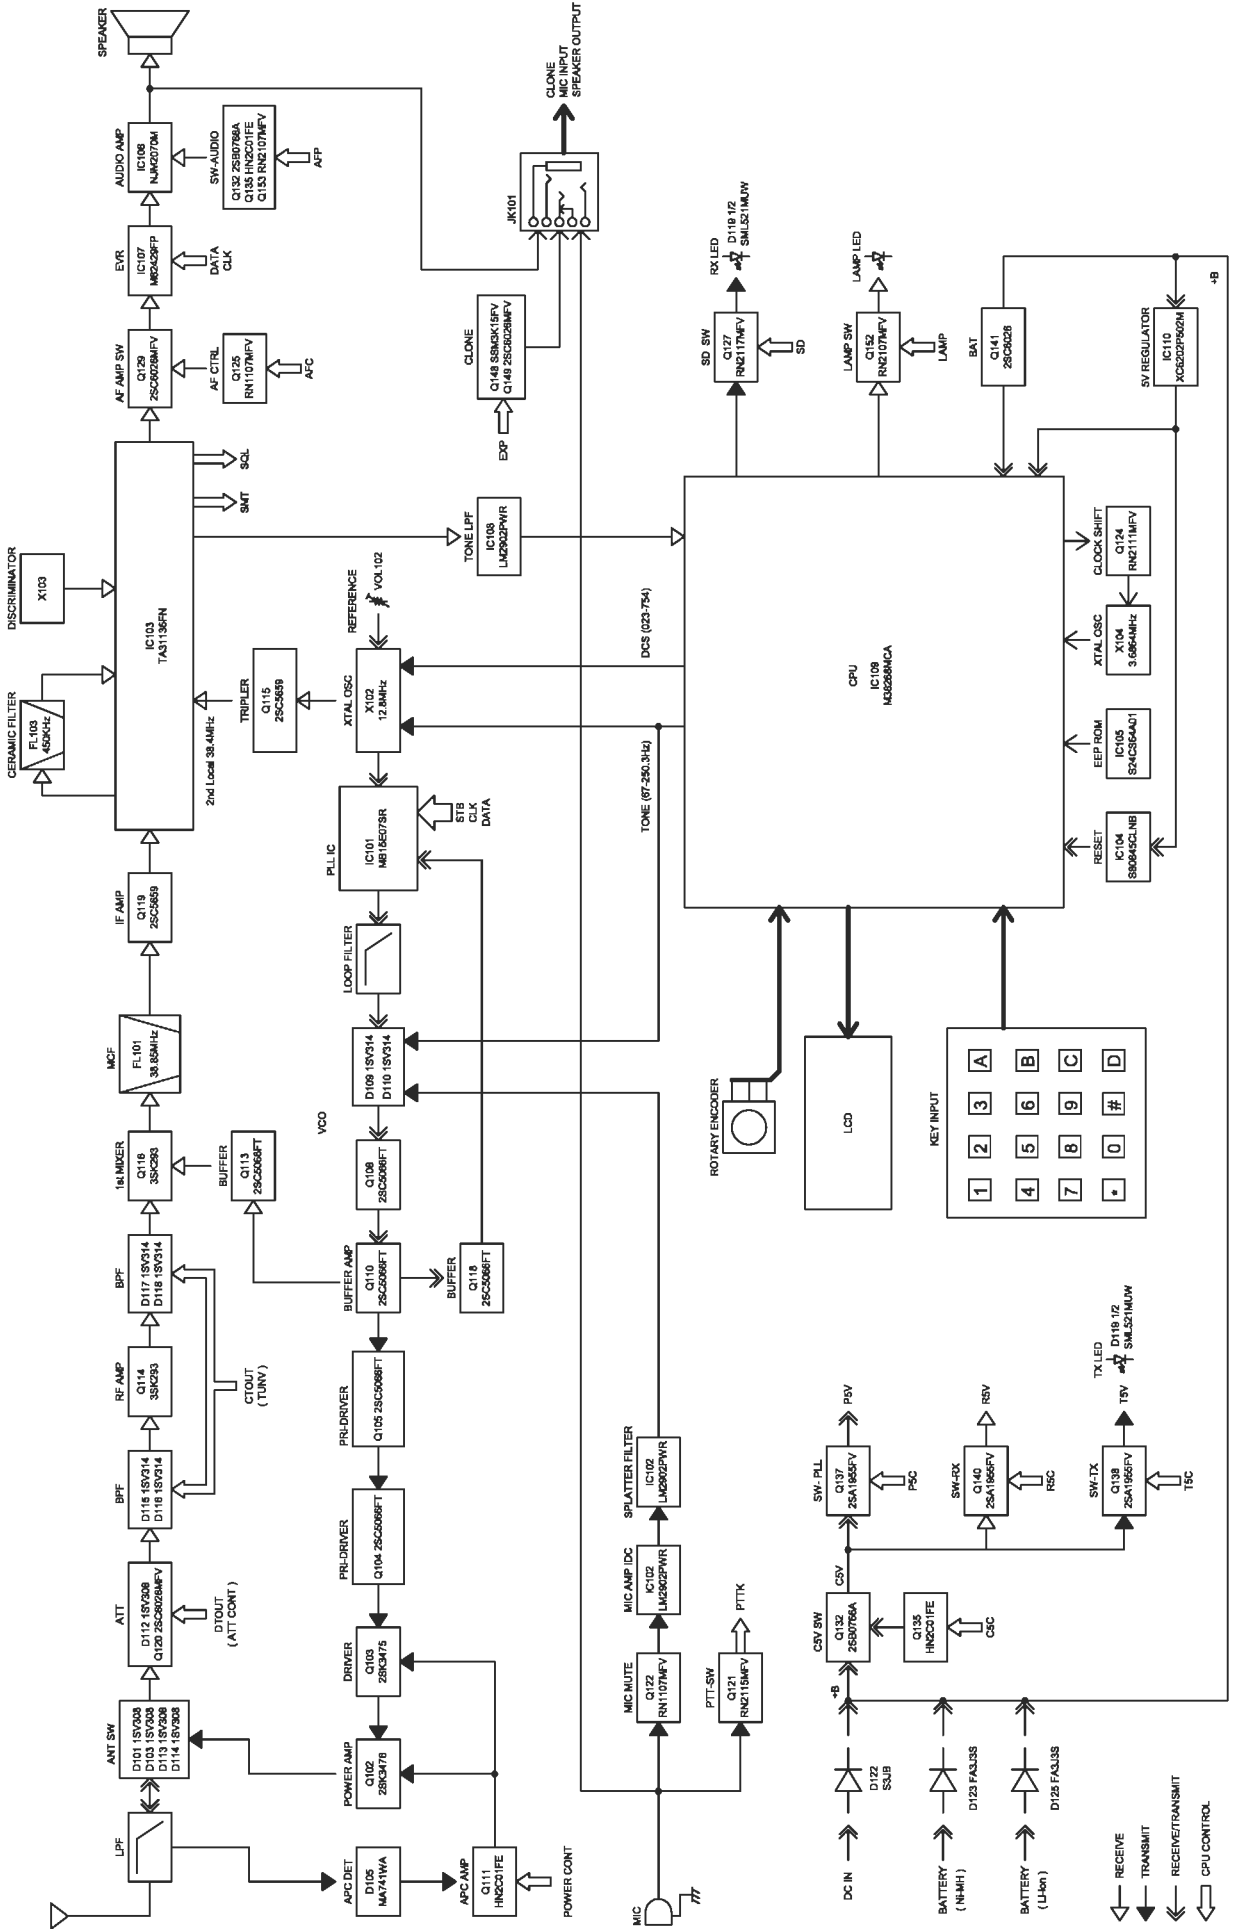 SPEAKER
AUDIO AMP
IC108
NJM2070M
SW-AUDIO
Q132 2SB0766A
Q135 HN2C01FE
Q153 RN2107MFV
AFP
EVR
IC107
M62429FP
DATA
CLK
AF AMP SW
Q129
2SC6026MFV
AF CTRL
Q125
RN1107MFV
AFC
DISCRIMINATOR
X103
CERAMIC FILTER
FL103
450KHz
IC103
TA31136FN
SQL
SMT
IF AMP
Q119
2SC5659
MCF
FL101
38.85MHz
1st MIXER
Q116
3SK293
BUFFER
Q113
2SC5066FT
BPF
D117 1SV314
D118 1SV314
RF AMP
Q114
3SK293
CTOUT
( TUNV )
BPF
D115 1SV314
D116 1SV314
ATT
D112 1SV308
Q120 2SC6026MFV
DTOUT
( ATT CONT )
ANT SW
D101 1SV308
D103 1SV308
D113 1SV308
D114 1SV308
LPF
CLONE
MIC INPUT
SPEAKER OUTPUT
JK101
CLONE
Q148 SSM3K15FV
Q149 2SC6026MFV
EXP
TONE LPF
IC108
LM2902PWR
REFERENCE
VOL102
XTAL OSC
X102
12.8MHz
TRIPLER
Q115
2SC5659
2nd Local 38.4MHz
PLL IC
IC101
MB15E07SR
STB
CLK
DATA
LOOP FILTER
VCO
D109 1SV314
D110 1SV314
Q108
2SC5066FT
BUFFER AMP
Q110
2SC5066FT
BUFFER
Q118
2SC5066FT
PRI-DRIVER
Q105 2SC5066FT
PRI-DRIVER
Q104 2SC5066FT
DRIVER
Q103
2SK3475
POWER AMP
Q102
2SK3476
APC DET
D105
MA741WA
APC AMP
Q111
HN2C01FE
POWER CONT
RX LED
D119 1/2
SML521MUW
SD SW
Q127
RN2117MFV
SD
LAMP LED
LAMP SW
Q152
RN2107MFV
LAMP
BAT
Q141
2SC6026
5V REGULATOR
IC110
XC6202P502M
+B
DCS (023-754)
TONE (67-250.3Hz)
CPU
IC109
M38268MCA
CLOCK SHIFT
Q124
RN2111MFV
XTAL OSC
X104
3.6864MHz
EEP ROM
IC105
S24CS64A01
RESET
IC104
S80845CLNB
ROTARY ENCODER
LCD
KEY INPUT
1 2 3 A
4 5 6 B
7 8 9 C
* 0 # D
SPLATTER FILTER
IC102
LM2902PWR
MIC AMP IDC
IC102
LM2902PWR
MIC MUTE
Q122
RN1107MFV
PTT-SW
Q121
RN2115MFV
PTTK
MIC
TX LED
D119 1/2
SML521MUW
P5V
R5V
T5V
SW- PLL
Q137
2SA1955FV
P5C
SW-RX
Q140
2SA1955FV
R5C
SW-TX
Q138
2SA1955FV
T5C
C5V
C5V SW
Q132
2SB0766A
Q135
HN2C01FE
C5C
+B
D122
S3JB
D123 FA3J3S
D125 FA3J3S
DC IN
BATTERY
( Ni-MH )
BATTERY
( Li-Ion )
RECEIVE
TRANSMIT
RECEIVE/TRANSMIT
CPU CONTROL